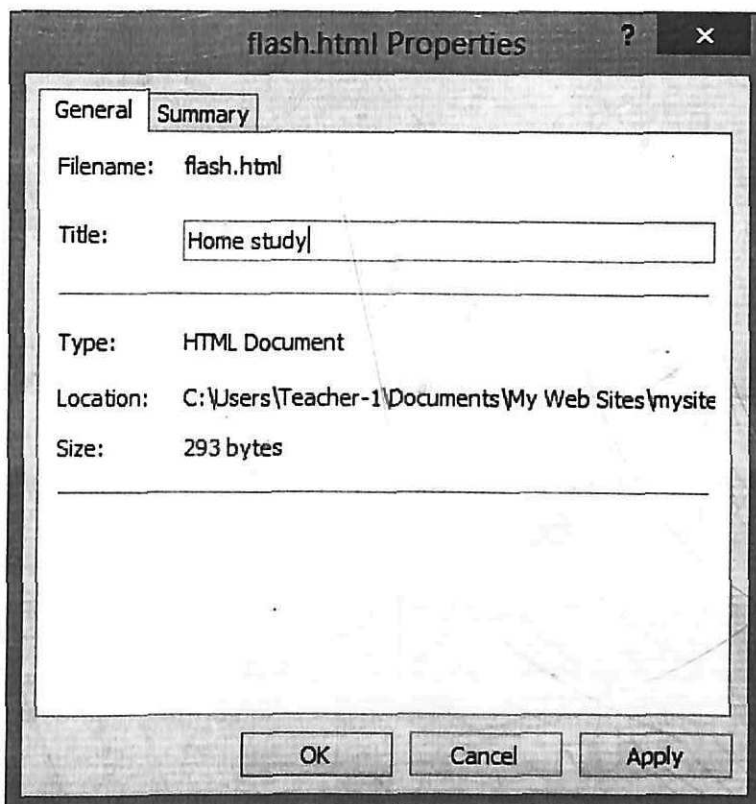 flash.html Properties ? ×
General Summary
Filename: flash.html
Title: Home study
Type: HTML Document
Location: C:\Users\Teacher-1\Documents\My Web Sites\mysite
Size: 293 bytes
OK Cancel Apply